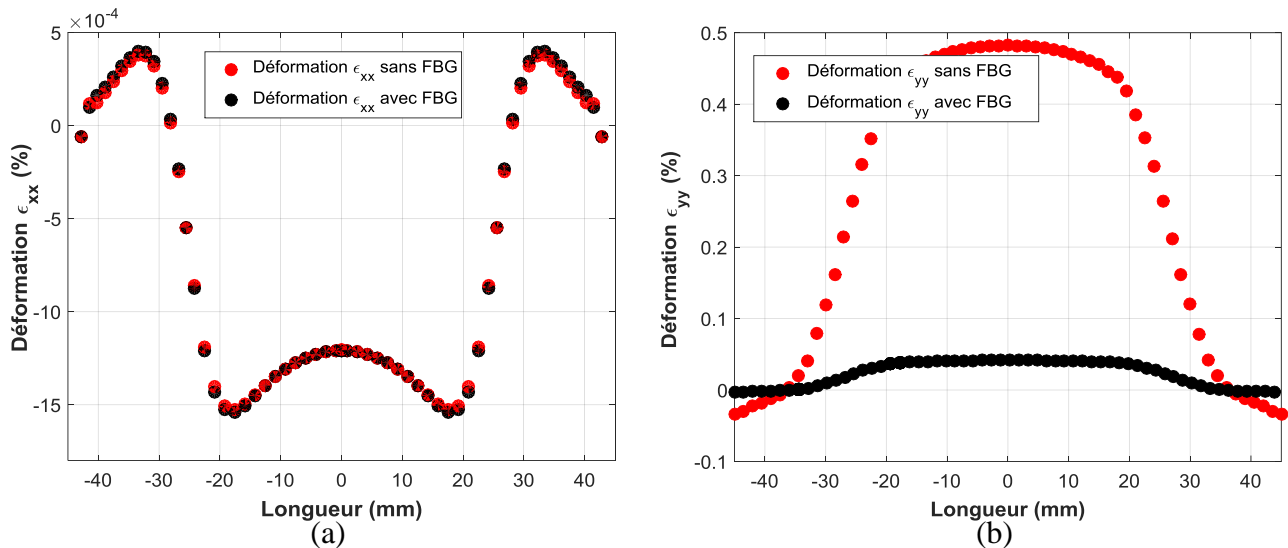 ×10⁻⁴
5
0
-5
-10
-15
Déformation ϵxx (%)
Déformation ϵxx sans FBG
Déformation ϵxx avec FBG
-40 -30 -20 -10 0 10 20 30 40
Longueur (mm)
(a)
0.5
0.4
0.3
0.2
0.1
0
-0.1
Déformation ϵyy (%)
Déformation ϵyy sans FBG
Déformation ϵyy avec FBG
-40 -30 -20 -10 0 10 20 30 40
Longueur (mm)
(b)